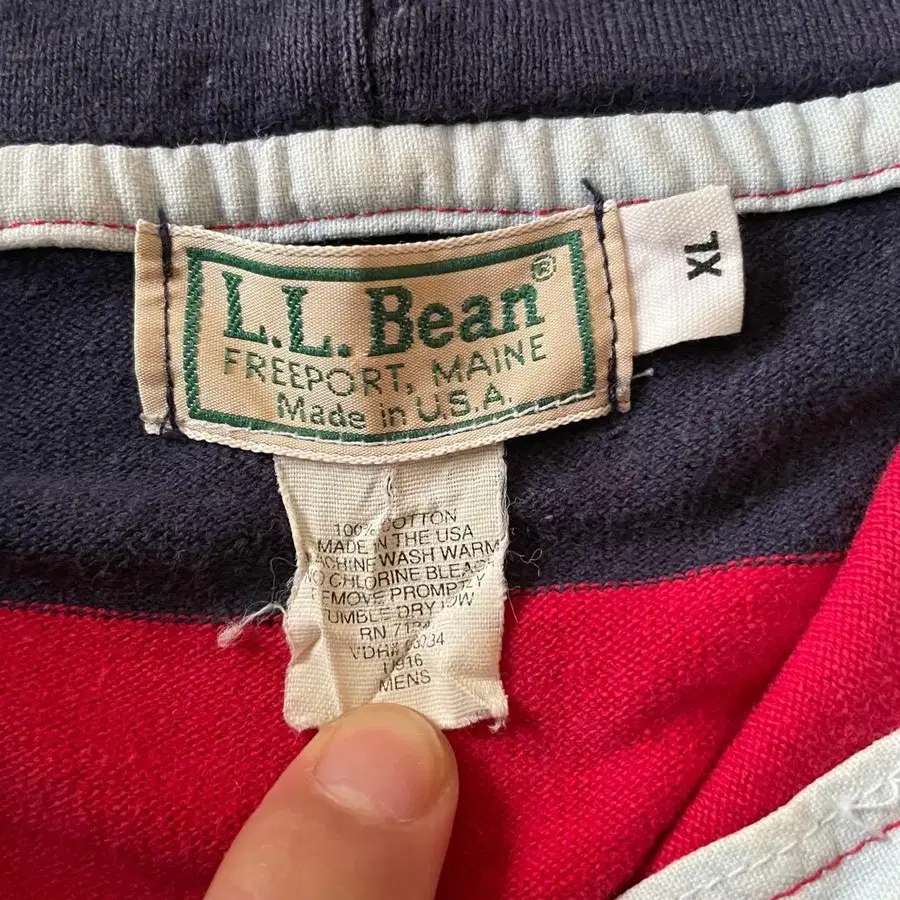 L.L. Bean®
FREEPORT, MAINE
Made in U.S.A.
XL
100% COTTON
MADE IN THE USA
MACHINE WASH WARM
NO CHLORINE BLEACH
REMOVE PROMPTLY
TUMBLE DRY LOW
RN
VDR#
MENS